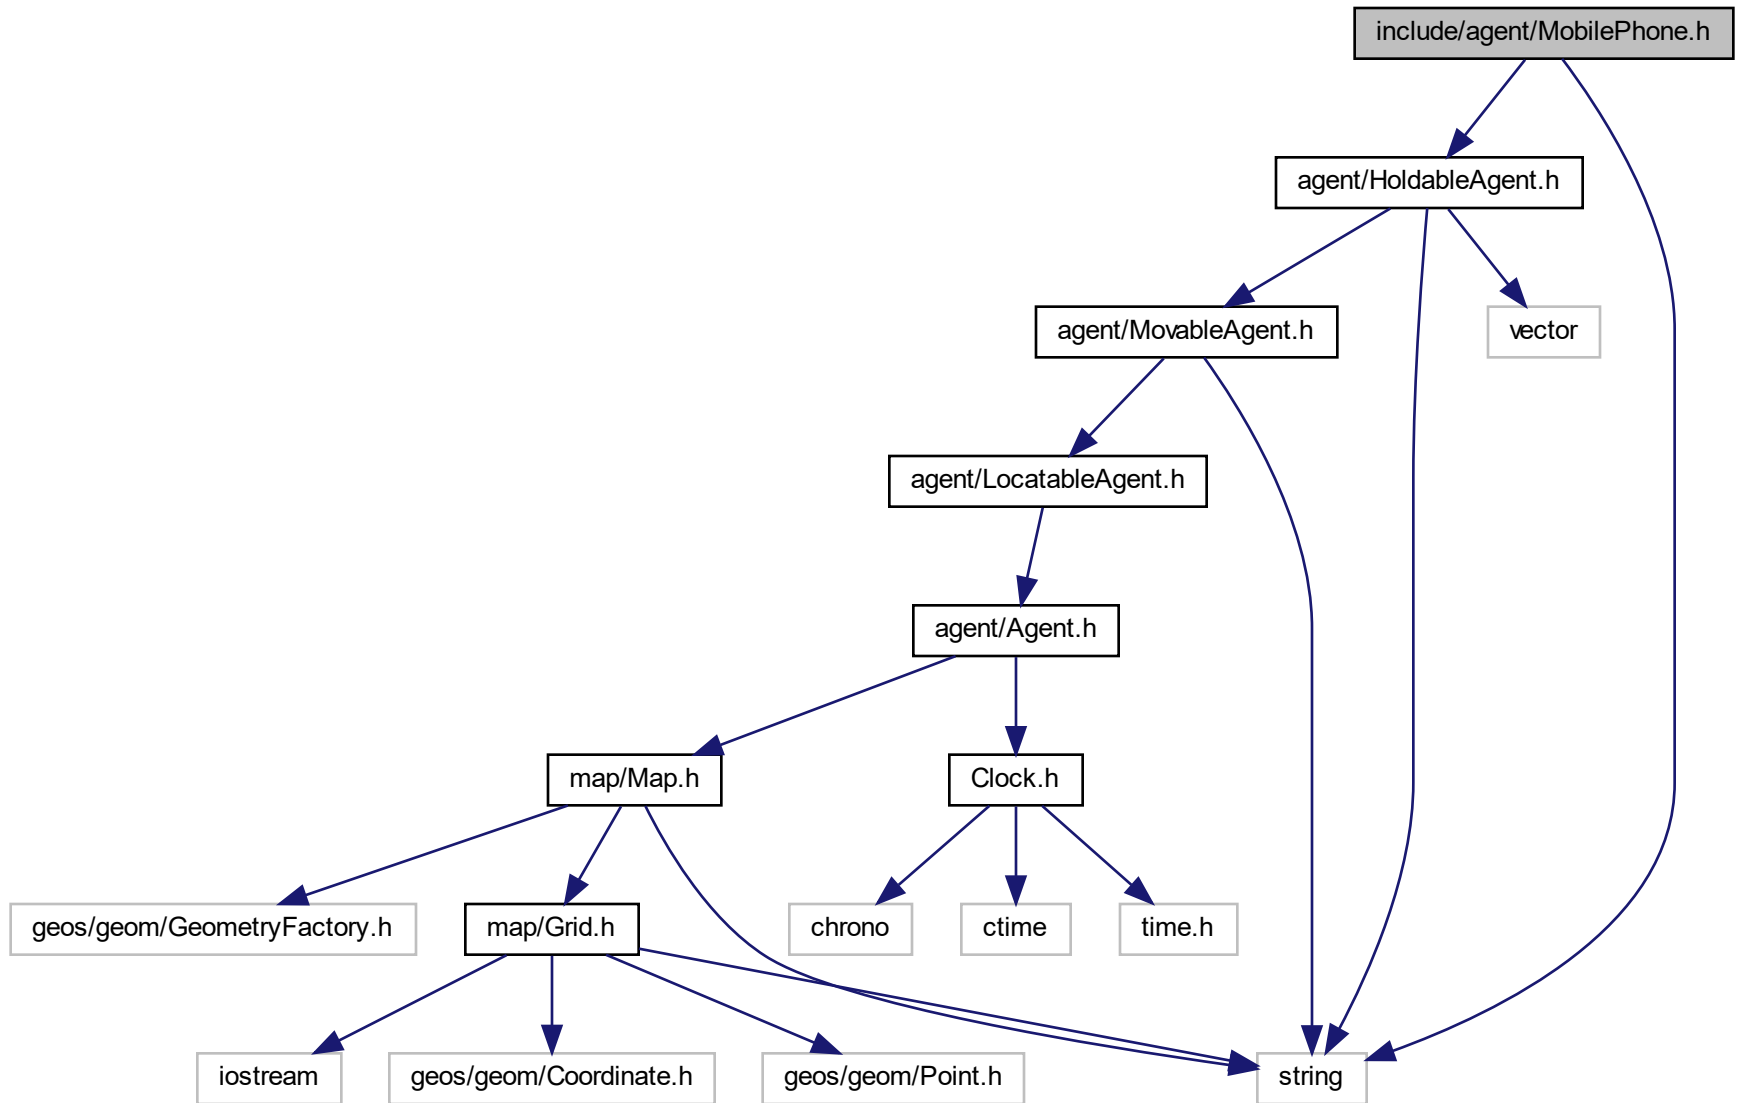 include/agent/MobilePhone.h
agent/HoldableAgent.h
agent/MovableAgent.h
vector
agent/LocatableAgent.h
agent/Agent.h
map/Map.h
Clock.h
geos/geom/GeometryFactory.h
map/Grid.h
chrono
ctime
time.h
iostream
geos/geom/Coordinate.h
geos/geom/Point.h
string